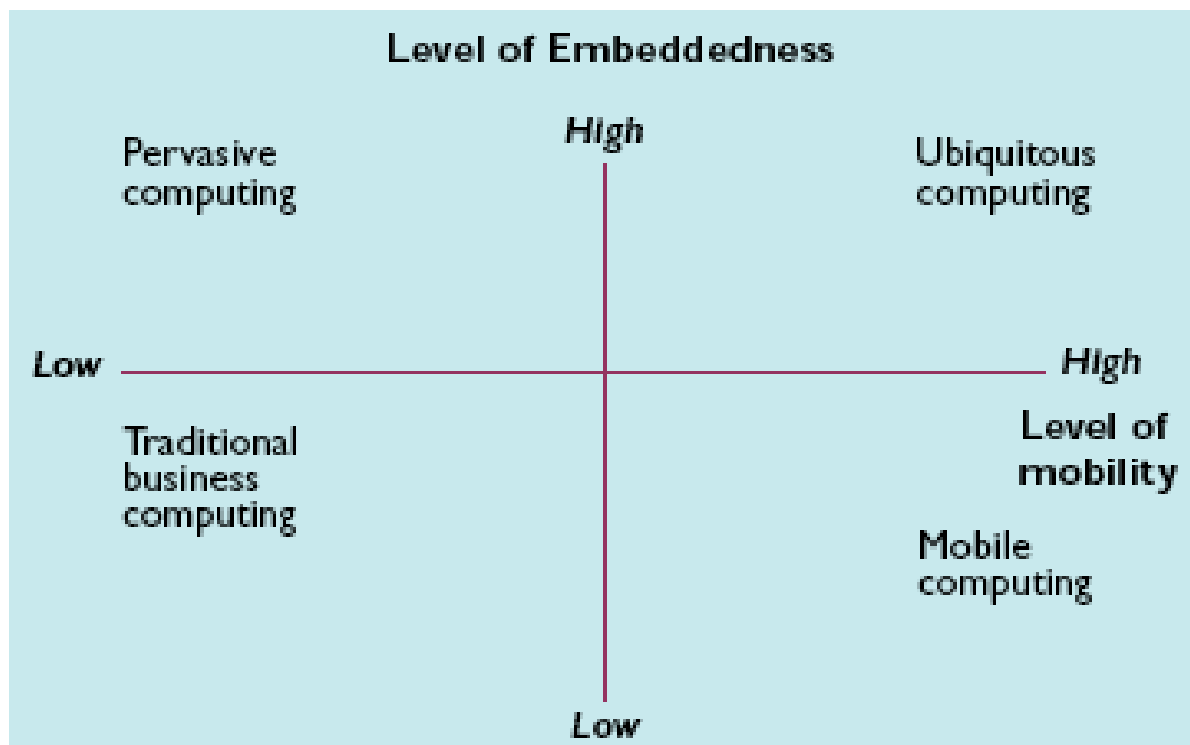 Level of Embeddedness
High
Pervasive
computing
Ubiquitous
computing
Low
High
Traditional
business
computing
Level of
mobility
Mobile
computing
Low